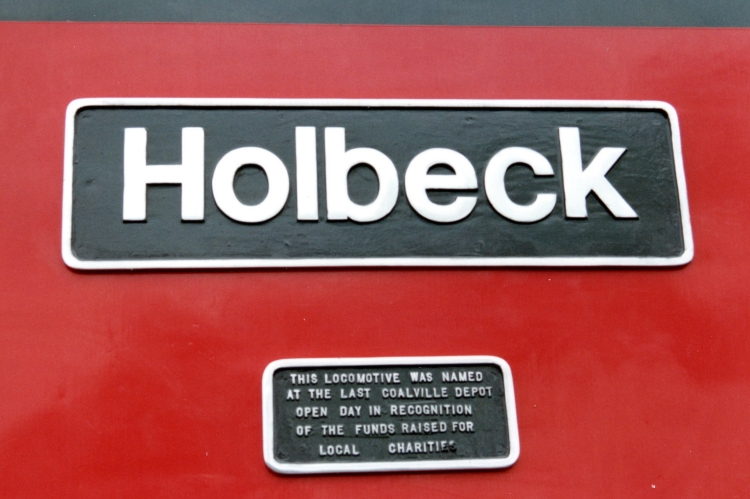 Holbeck
THIS LOCOMOTIVE WAS NAMED
AT THE LAST COALVILLE DEPOT
OPEN DAY IN RECOGNITION
OF THE FUNDS RAISED FOR
LOCAL CHARITIES